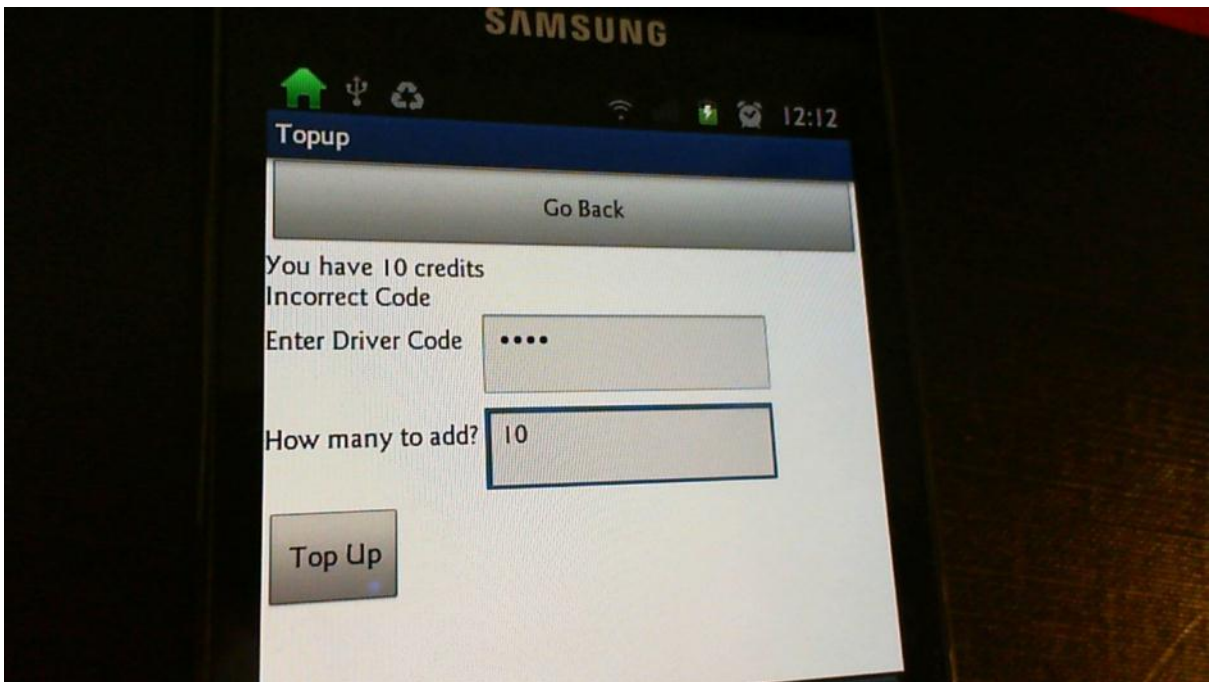 SAMSUNG
12:12
Topup
Go Back
You have 10 credits
Incorrect Code
Enter Driver Code ••••
How many to add? 10
Top Up